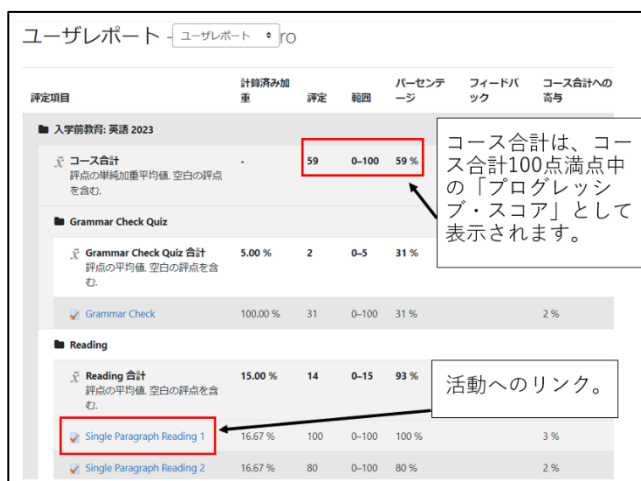 ユーザレポート - ユーザレポート ro
評定項目 計算済み加重 評定 範囲 パーセンテージ フィードバック コース合計への寄与
入学前教育: 英語 2023
x̄ コース合計 - 59 0–100 59 %
評点の単純加重平均値. 空白の評点を含む.
コース合計は、コース合計100点満点中の「プログレッシブ・スコア」として表示されます。
Grammar Check Quiz
x̄ Grammar Check Quiz 合計 5.00 % 2 0–5 31 %
評点の平均値. 空白の評点を含む.
Grammar Check 100.00 % 31 0–100 31 % 2 %
Reading
x̄ Reading 合計 15.00 % 14 0–15 93 %
評点の平均値. 空白の評点を含む.
活動へのリンク。
Single Paragraph Reading 1 16.67 % 100 0–100 100 % 3 %
Single Paragraph Reading 2 16.67 % 80 0–100 80 % 2 %